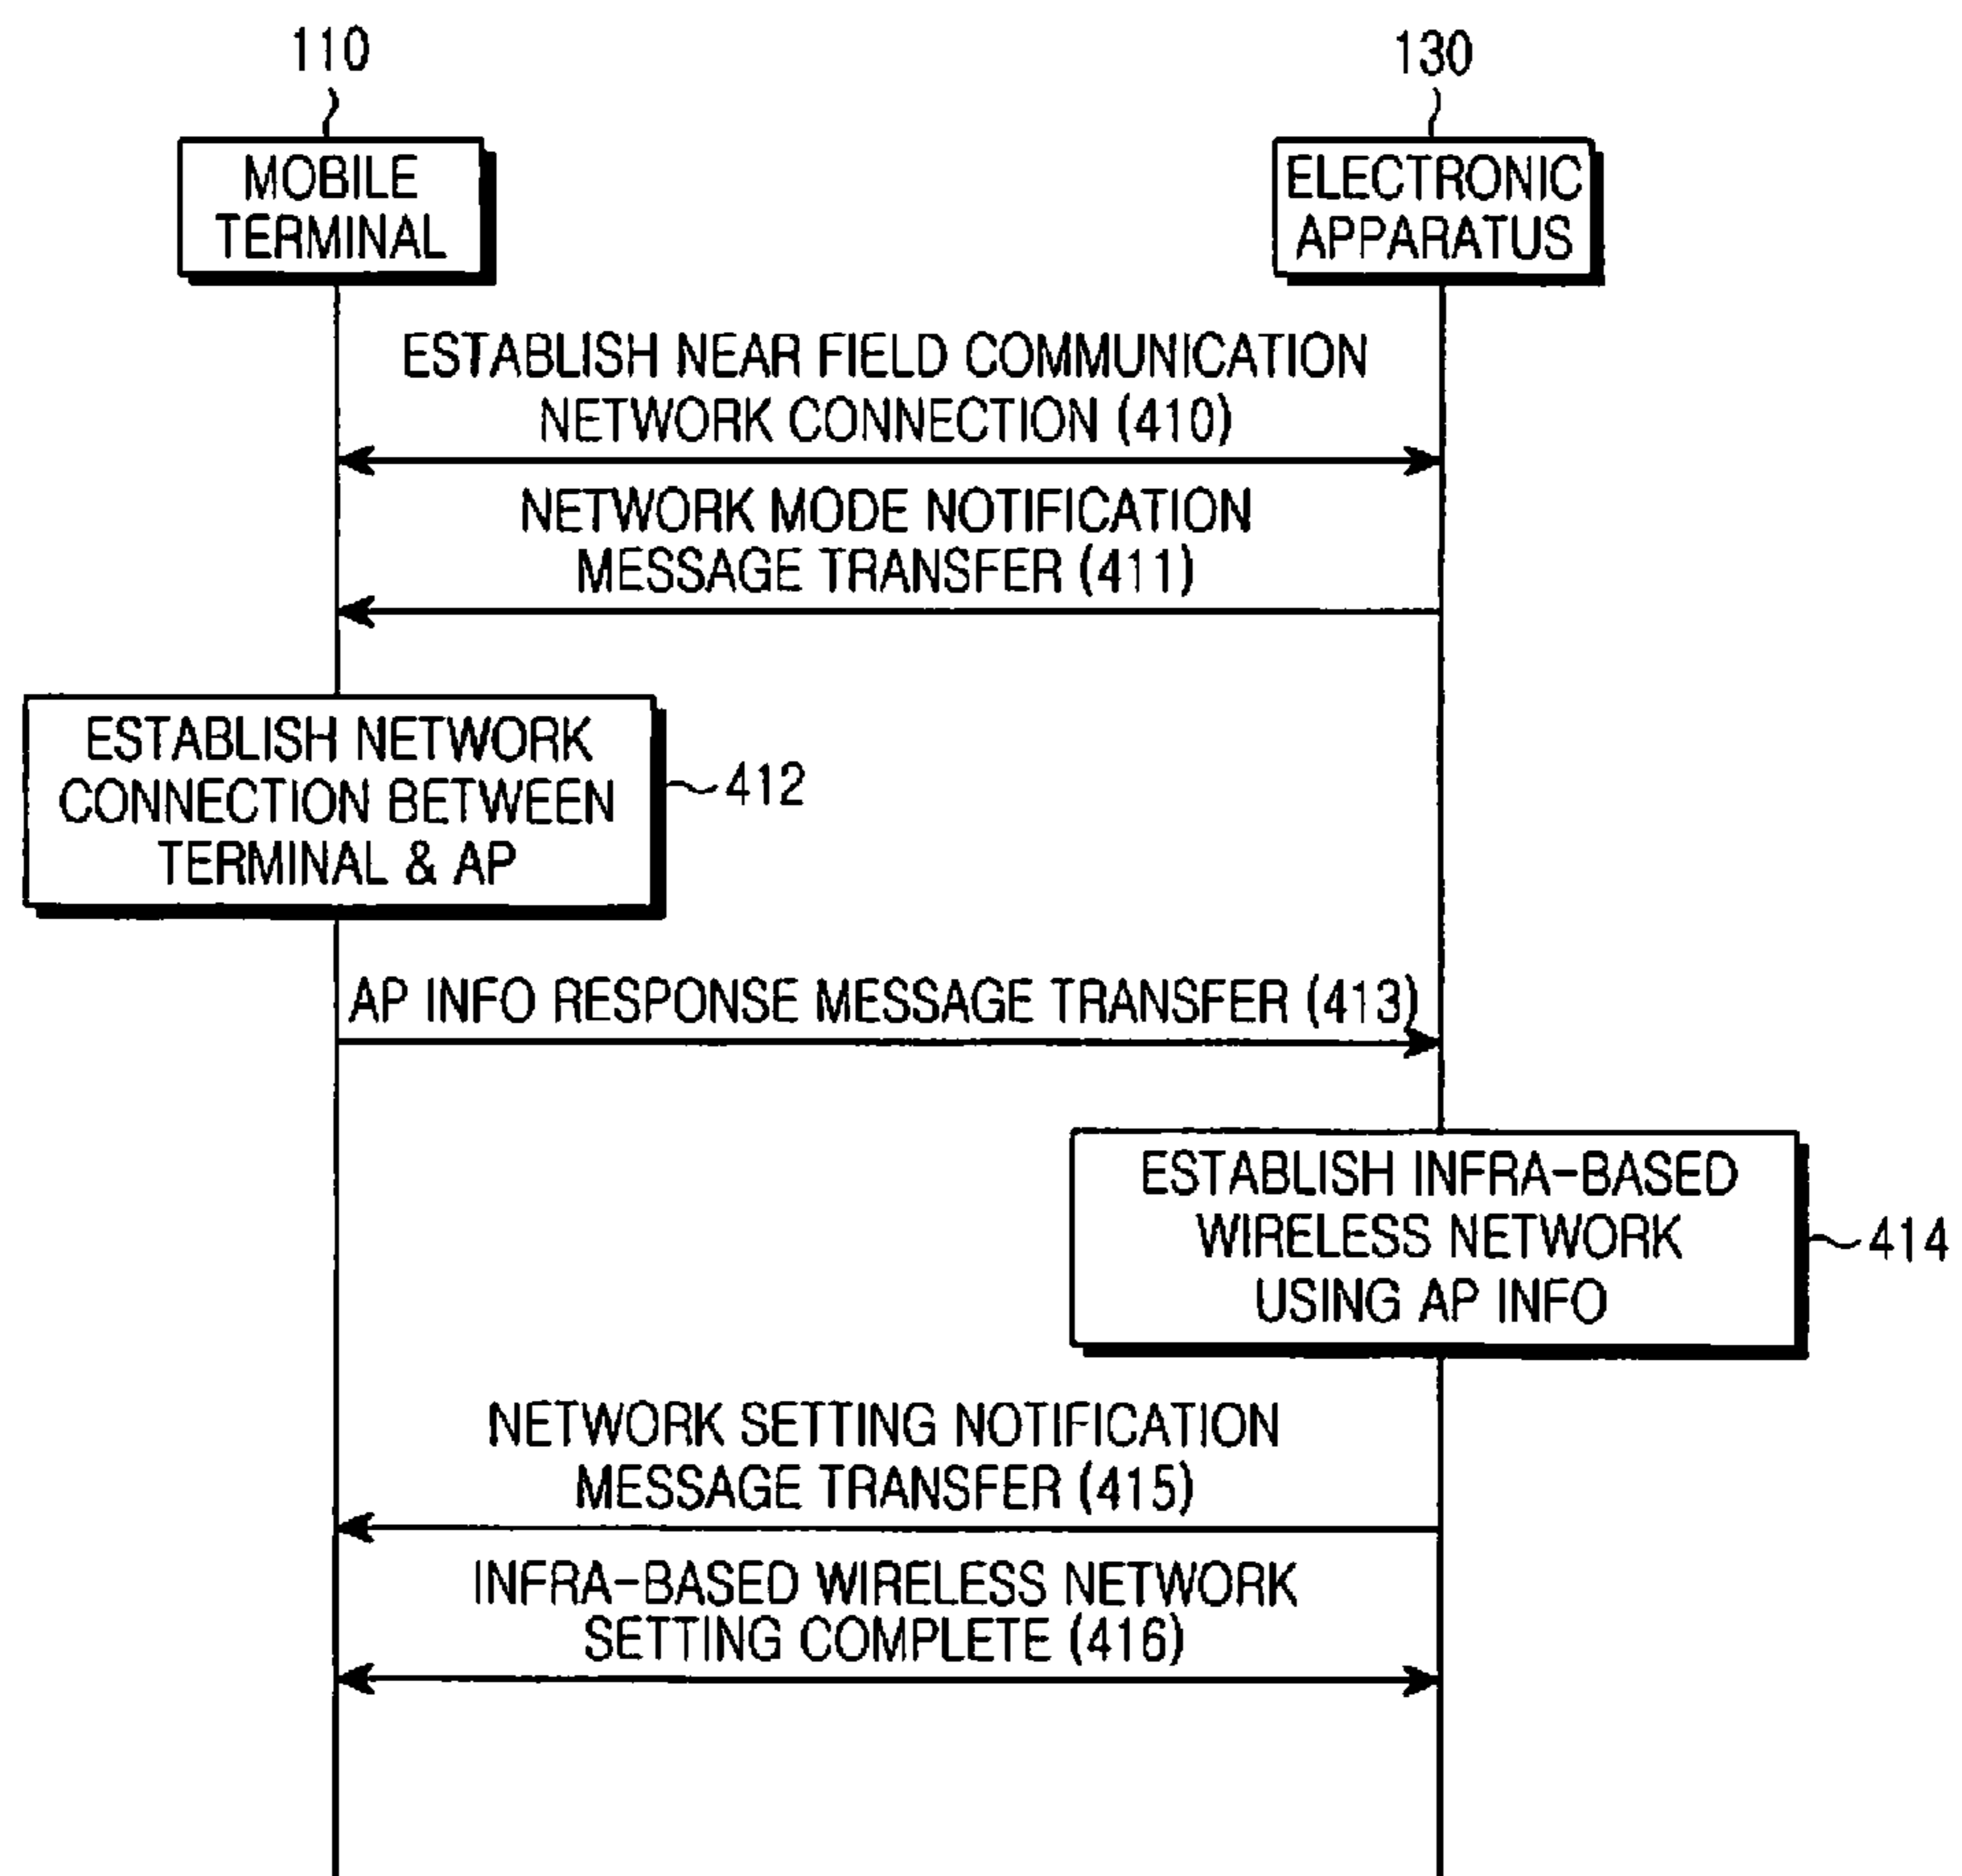 110
130
MOBILE
TERMINAL
ELECTRONIC
APPARATUS
ESTABLISH NEAR FIELD COMMUNICATION
NETWORK CONNECTION (410)
NETWORK MODE NOTIFICATION
MESSAGE TRANSFER (411)
ESTABLISH NETWORK
CONNECTION BETWEEN
TERMINAL & AP
412
AP INFO RESPONSE MESSAGE TRANSFER (413)
ESTABLISH INFRA-BASED
WIRELESS NETWORK
USING AP INFO
414
NETWORK SETTING NOTIFICATION
MESSAGE TRANSFER (415)
INFRA-BASED WIRELESS NETWORK
SETTING COMPLETE (416)